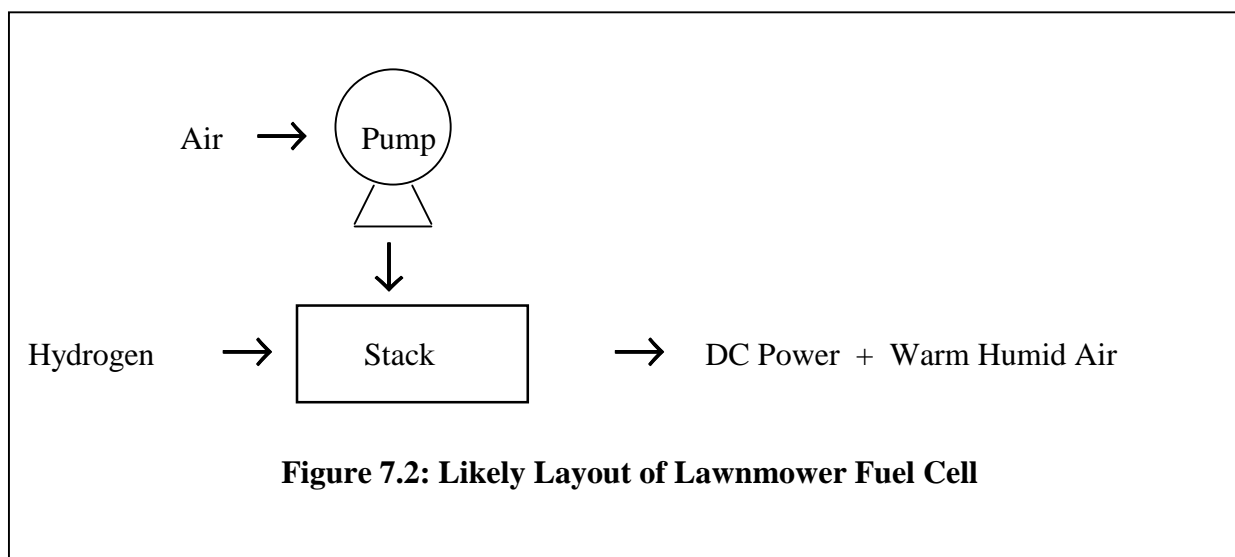 Air → Pump
Hydrogen → Stack → DC Power + Warm Humid Air
Figure 7.2: Likely Layout of Lawnmower Fuel Cell